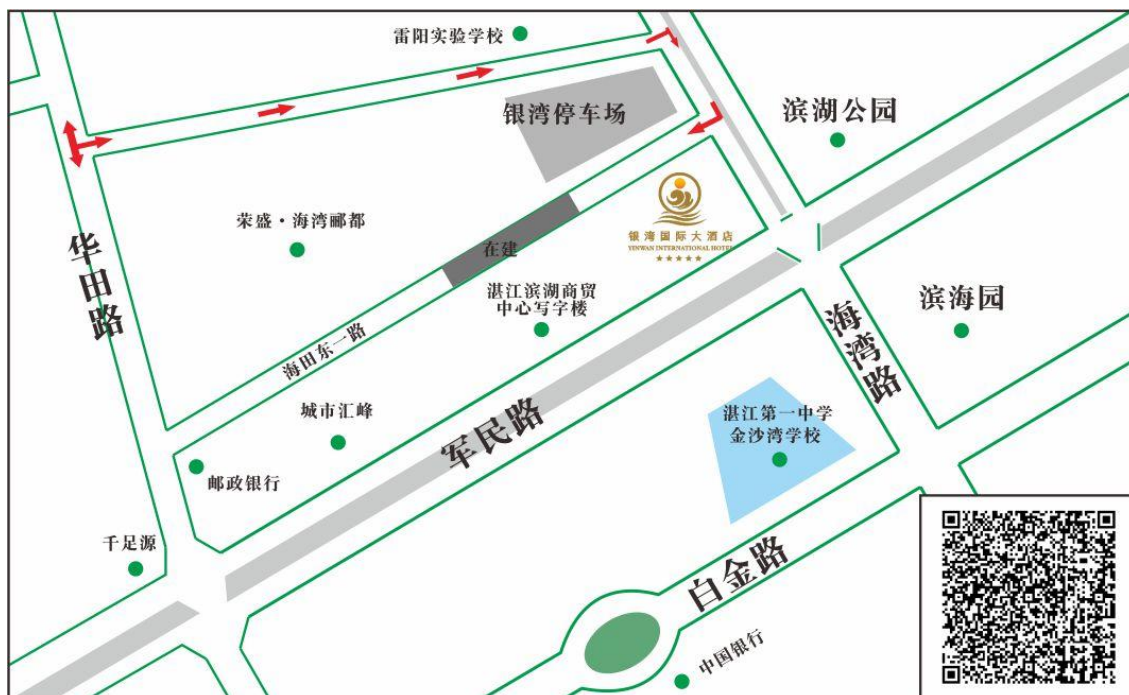 雷阳实验学校
银湾停车场
滨湖公园
荣盛·海湾郦都
银湾国际大酒店
YINWAN INTERNATIONAL HOTEL
华田路
在建
湛江滨湖商贸
中心写字楼
滨海园
海湾路
海田东一路
城市汇峰
军民路
湛江第一中学
金沙湾学校
邮政银行
千足源
白金路
中国银行